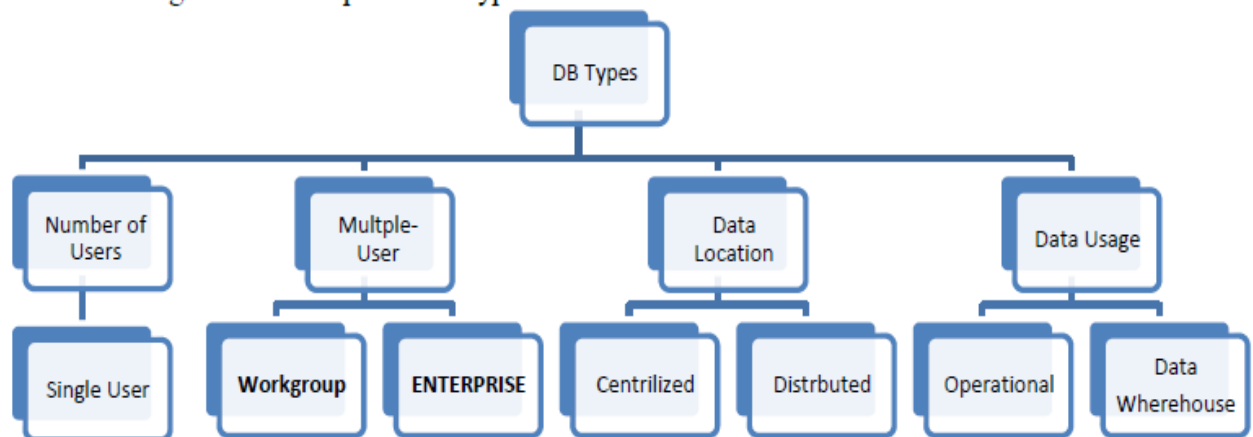 DB Types
Number of
Users
Multple-
User
Data
Location
Data Usage
Single User
Workgroup
ENTERPRISE
Centrilized
Distrbuted
Operational
Data
Wherehouse